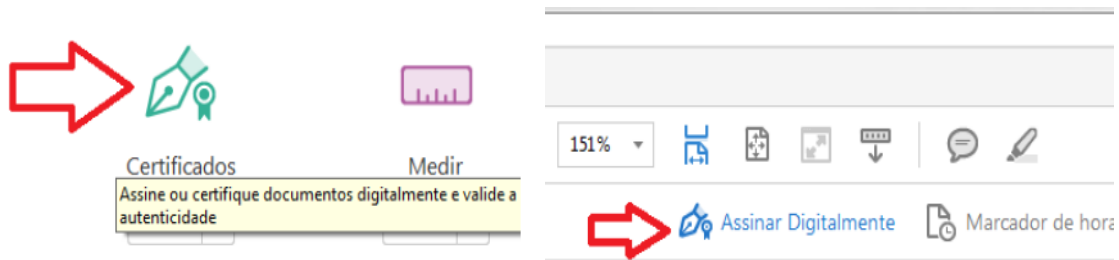 Certificados
Medir
Assine ou certifique documentos digitalmente e valide a
autenticidade
151%
Assinar Digitalmente
Marcador de hora